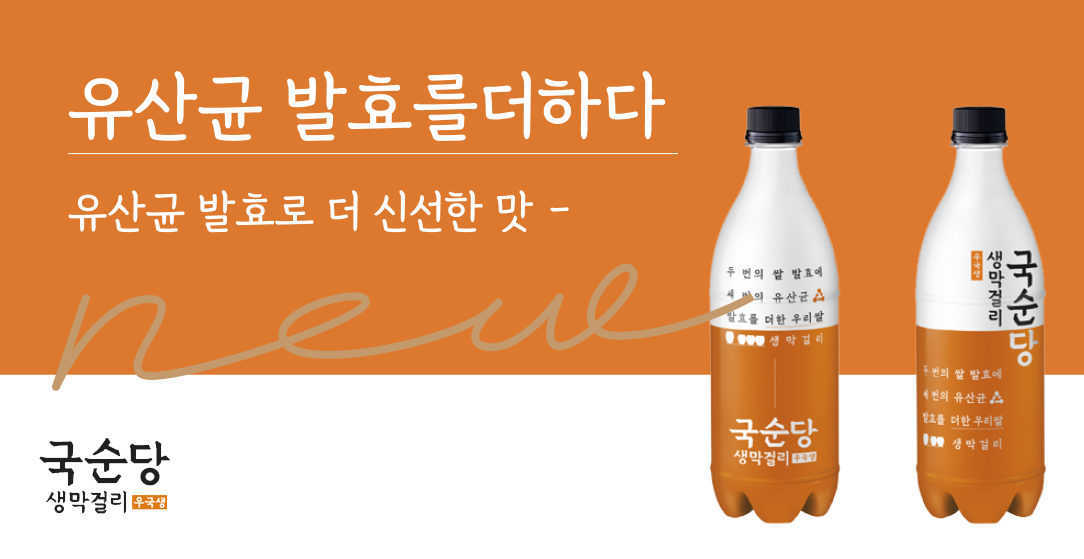 유산균 발효를더하다
유산균 발효로 더 신선한 맛 -
new
국순당
생막걸리 우국생
두 번의 쌀 발효에
세 번의 유산균
발효를 더한 우리쌀
생막걸리
국순당
생막걸리 우국생
국순당
생막걸리
우국생
두 번의 쌀 발효에
세 번의 유산균
발효를 더한 우리쌀
생막걸리